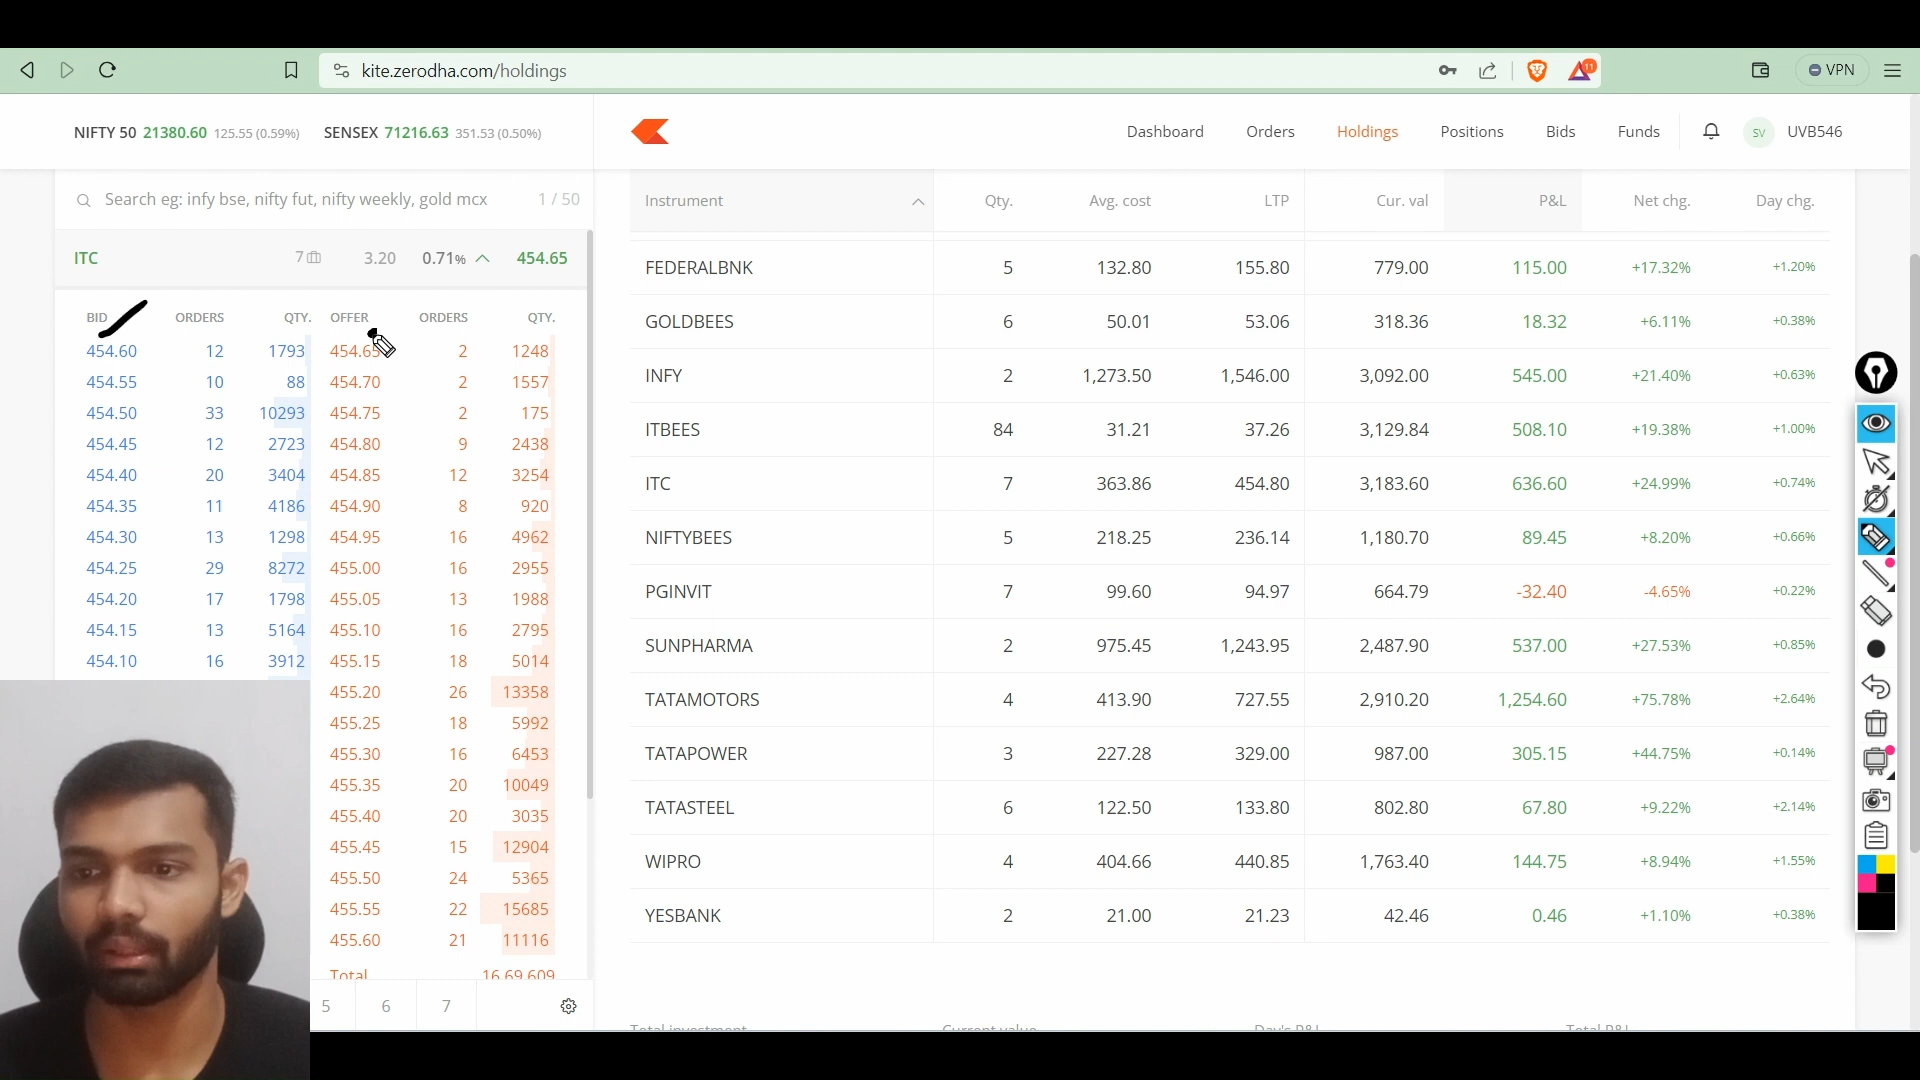 kite.zerodha.com/holdings
11
VPN
NIFTY 50 21380.60 125.55 (0.59%) SENSEX 71216.63 351.53 (0.50%)
Dashboard Orders Holdings Positions Bids Funds SV UVB546
Search eg: infy bse, nifty fut, nifty weekly, gold mcx 1 / 50
ITC 7 3.20 0.71% 454.65
BID ORDERS QTY. OFFER ORDERS QTY.
454.60 12 1793 454.65 2 1248
454.55 10 88 454.70 2 1557
454.50 33 10293 454.75 2 175
454.45 12 2723 454.80 9 2438
454.40 20 3404 454.85 12 3254
454.35 11 4186 454.90 8 920
454.30 13 1298 454.95 16 4962
454.25 29 8272 455.00 16 2955
454.20 17 1798 455.05 13 1988
454.15 13 5164 455.10 16 2795
454.10 16 3912 455.15 18 5014
455.20 26 13358
455.25 18 5992
455.30 16 6453
455.35 20 10049
455.40 20 3035
455.45 15 12904
455.50 24 5365
455.55 22 15685
455.60 21 11116
Total 16,69,609
5 6 7
Instrument Qty. Avg. cost LTP Cur. val P&L Net chg. Day chg.
FEDERALBNK 5 132.80 155.80 779.00 115.00 +17.32% +1.20%
GOLDBEES 6 50.01 53.06 318.36 18.32 +6.11% +0.38%
INFY 2 1,273.50 1,546.00 3,092.00 545.00 +21.40% +0.63%
ITBEES 84 31.21 37.26 3,129.84 508.10 +19.38% +1.00%
ITC 7 363.86 454.80 3,183.60 636.60 +24.99% +0.74%
NIFTYBEES 5 218.25 236.14 1,180.70 89.45 +8.20% +0.66%
PGINVIT 7 99.60 94.97 664.79 -32.40 -4.65% +0.22%
SUNPHARMA 2 975.45 1,243.95 2,487.90 537.00 +27.53% +0.85%
TATAMOTORS 4 413.90 727.55 2,910.20 1,254.60 +75.78% +2.64%
TATAPOWER 3 227.28 329.00 987.00 305.15 +44.75% +0.14%
TATASTEEL 6 122.50 133.80 802.80 67.80 +9.22% +2.14%
WIPRO 4 404.66 440.85 1,763.40 144.75 +8.94% +1.55%
YESBANK 2 21.00 21.23 42.46 0.46 +1.10% +0.38%
Total investment Current value Day's P&L Total P&L